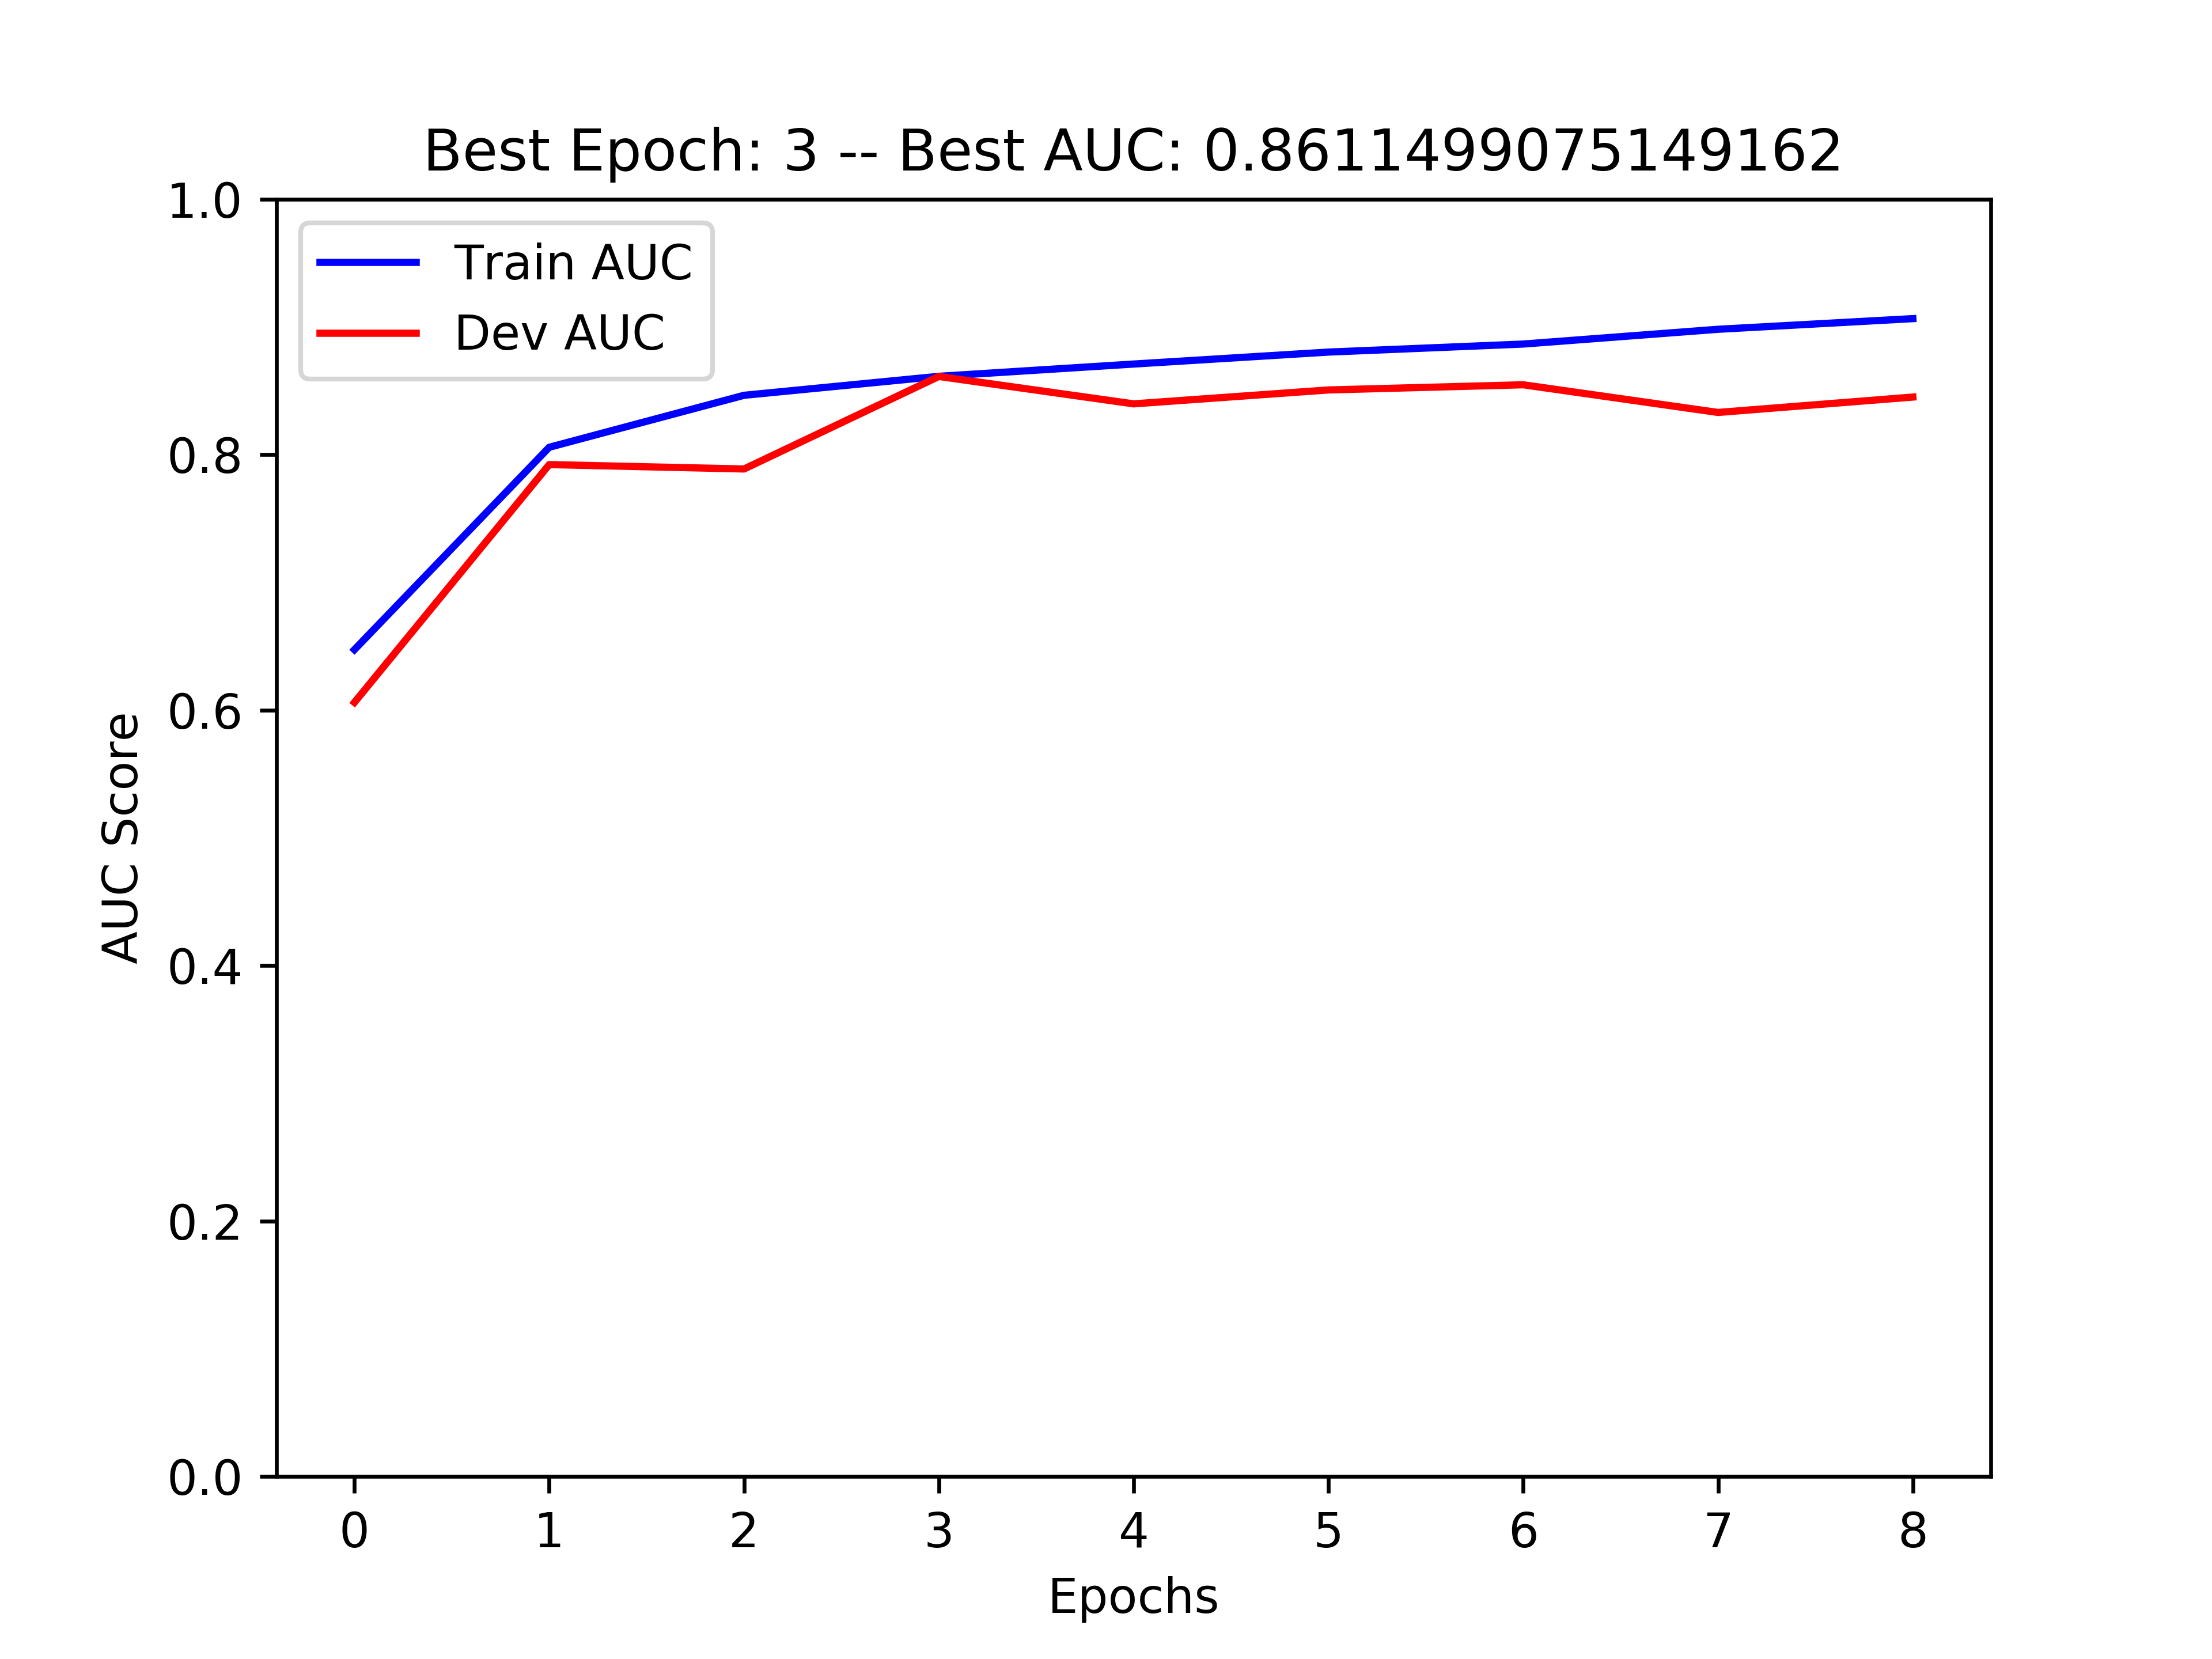 Best Epoch: 3 -- Best AUC: 0.8611499075149162
1.0
Train AUC
Dev AUC
0.8
0.6
AUC Score
0.4
0.2
0.0
0 1 2 3 4 5 6 7 8
Epochs